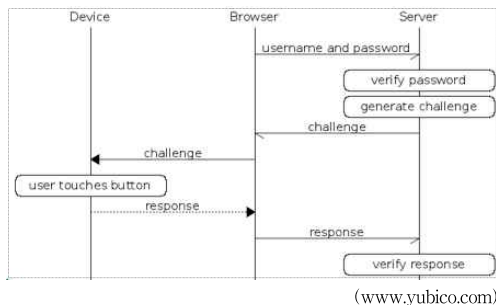 Device Browser Server
username and password
verify password
generate challenge
challenge
challenge
user touches button
response
response
verify response
(www.yubico.com)